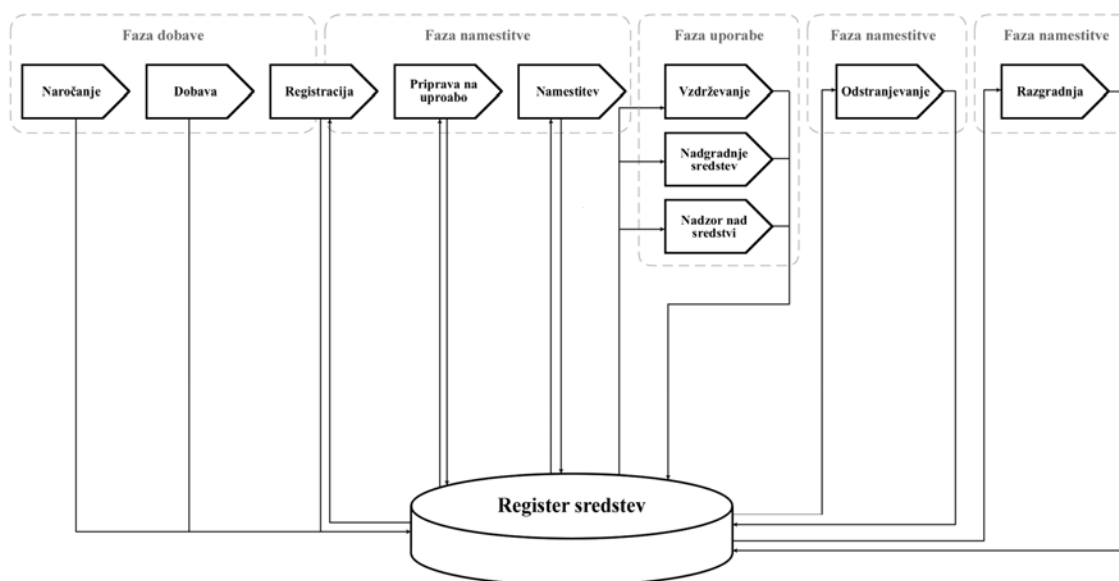 Faza dobave
Faza namestitve
Faza uporabe
Faza namestitve
Faza namestitve
Naročanje
Dobava
Registracija
Priprava na
uproabo
Namestitev
Vzdrževanje
Odstranjevanje
Razgradnja
Nadgradnje
sredstev
Nadzor nad
sredstvi
Register sredstev